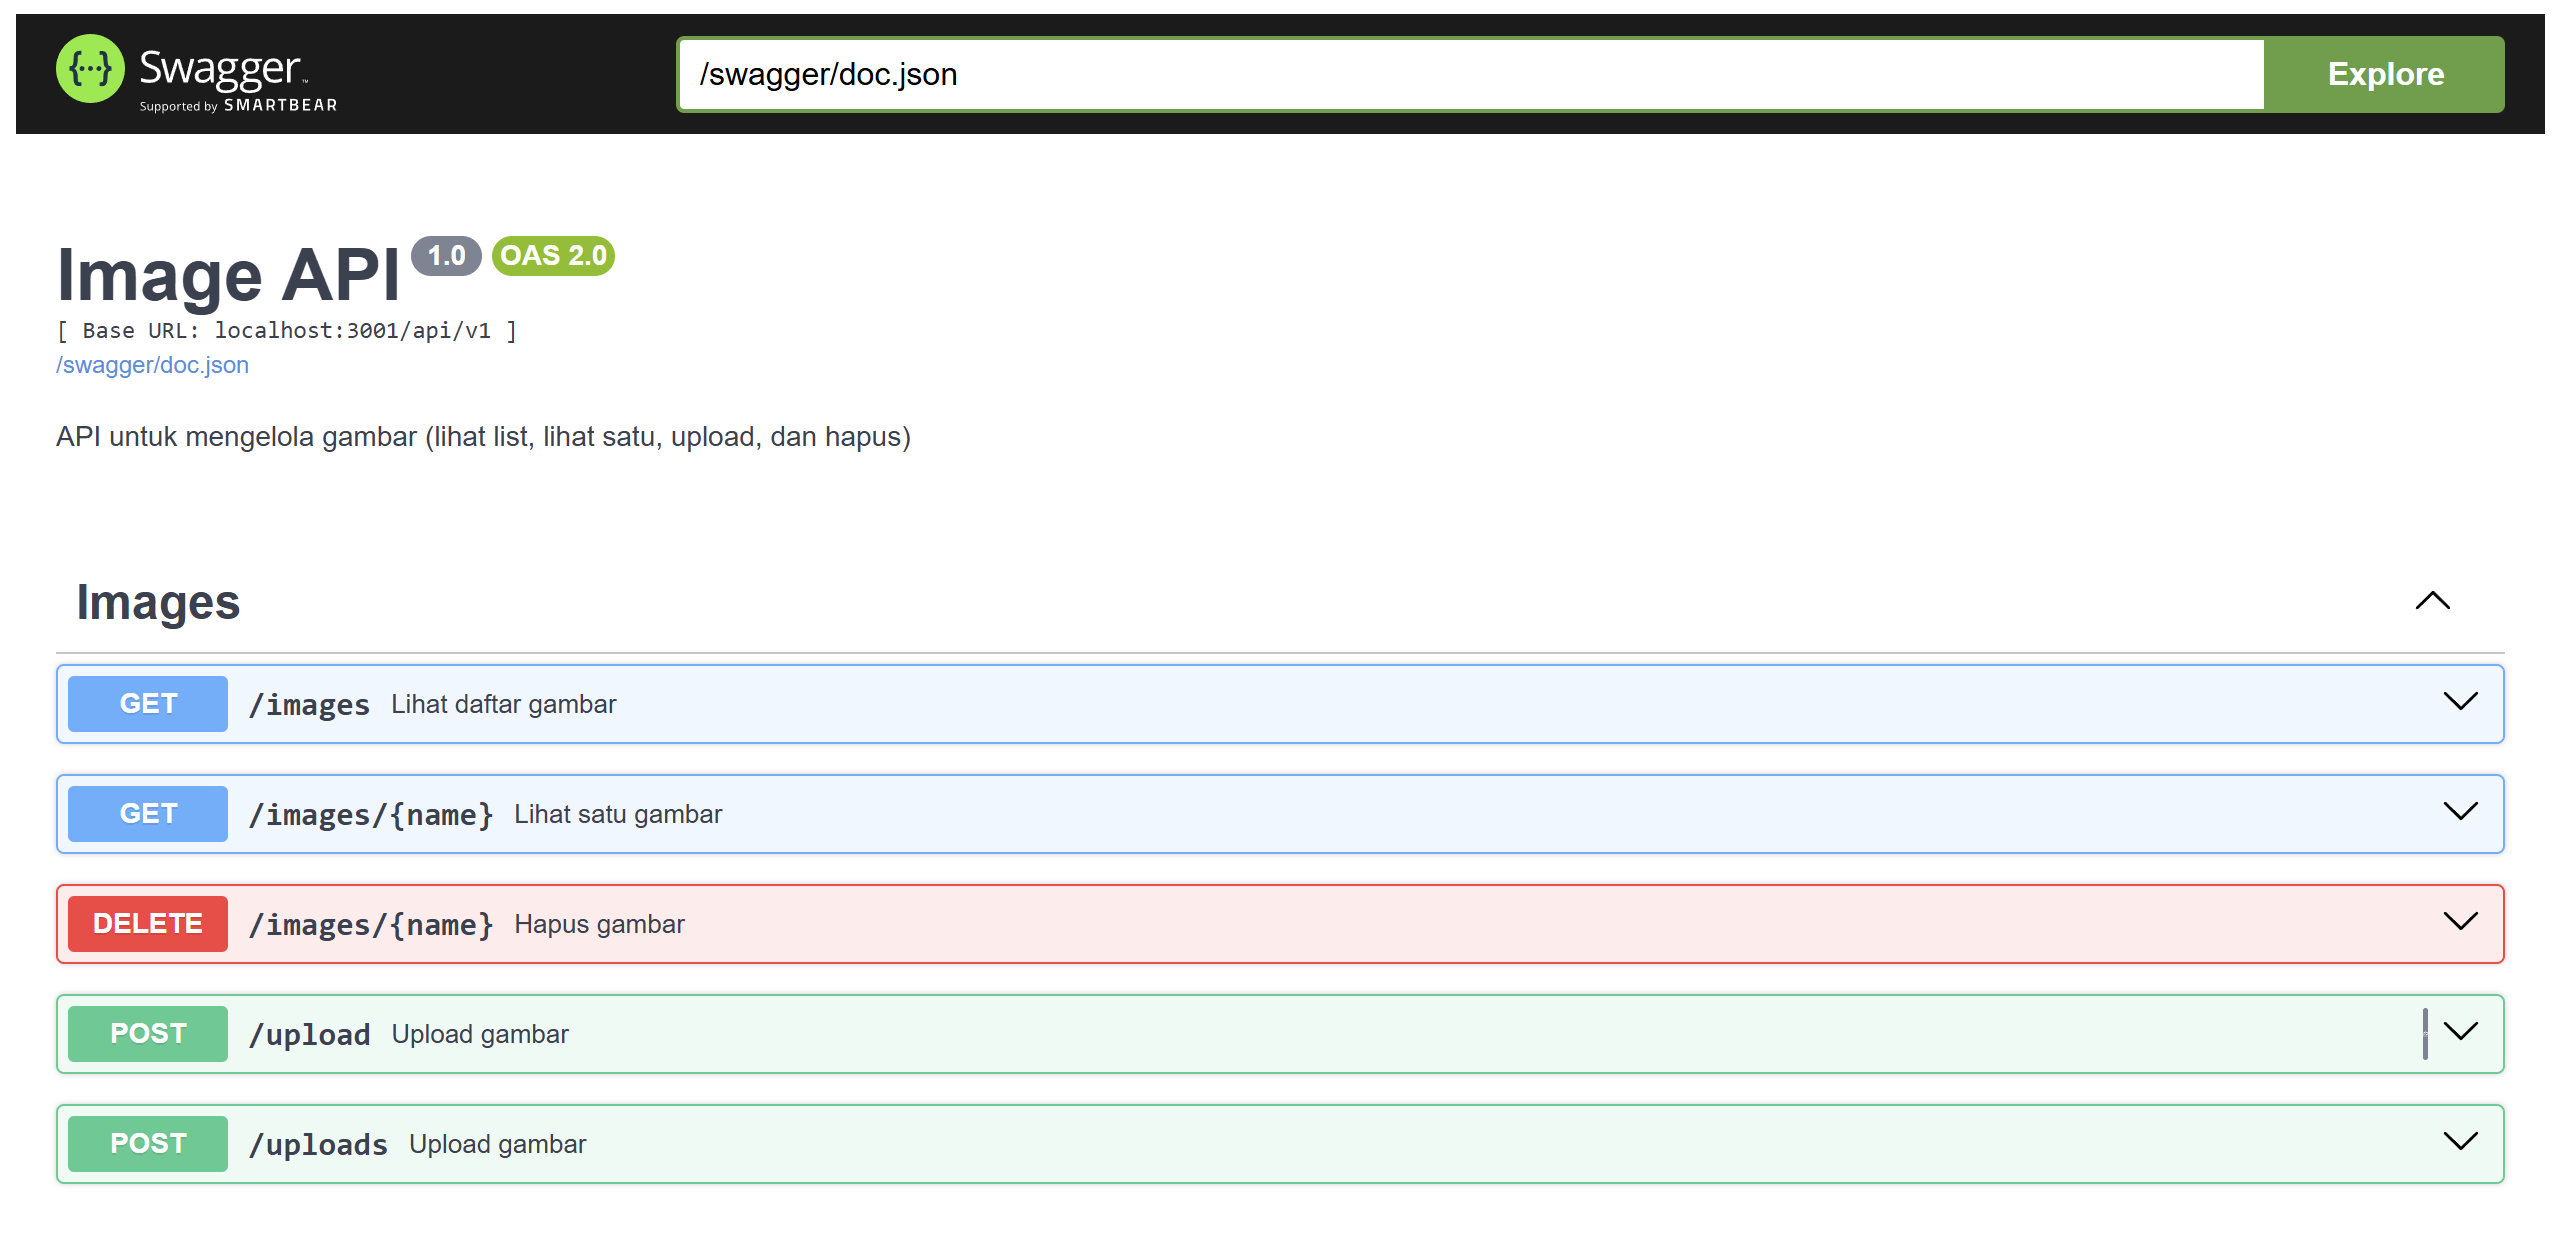 {···} Swagger™
Supported by SMARTBEAR
/swagger/doc.json
Explore
Image API 1.0 OAS 2.0
[ Base URL: localhost:3001/api/v1 ]
/swagger/doc.json
API untuk mengelola gambar (lihat list, lihat satu, upload, dan hapus)
Images
GET /images Lihat daftar gambar
GET /images/{name} Lihat satu gambar
DELETE /images/{name} Hapus gambar
POST /upload Upload gambar
POST /uploads Upload gambar